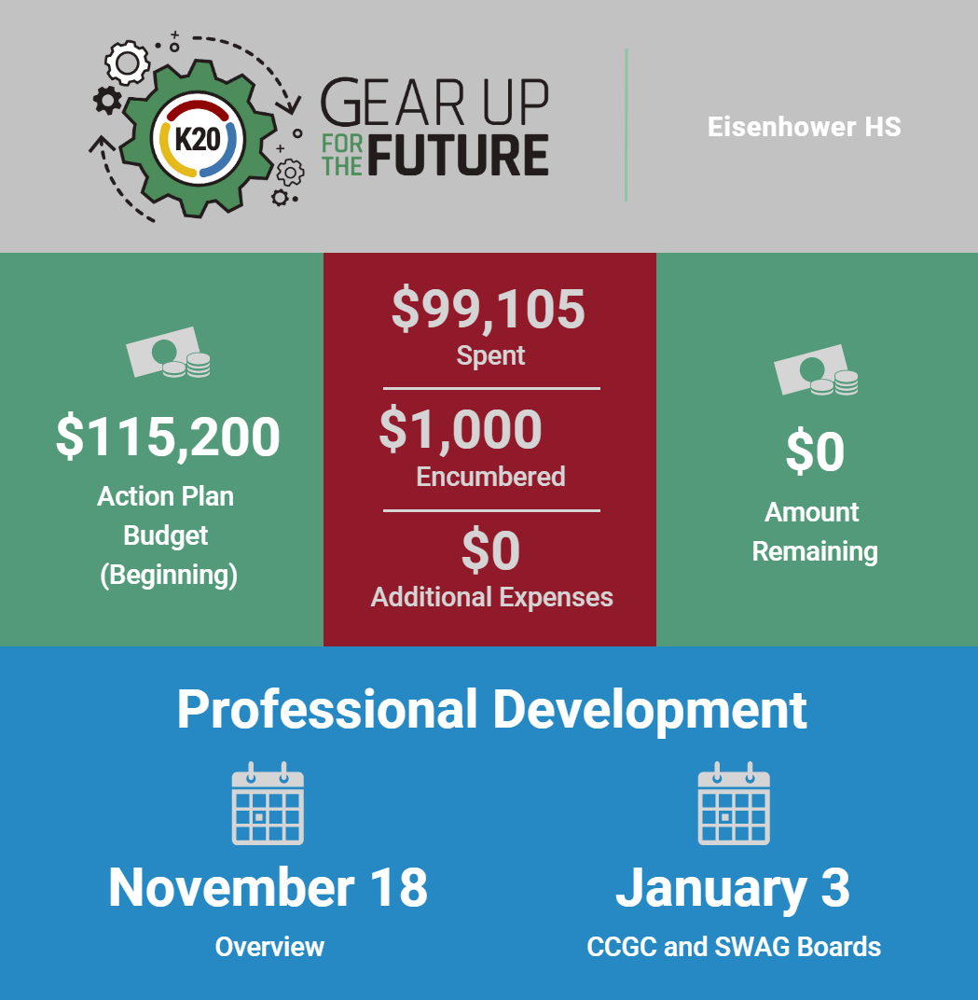 K20
GEAR UP
FOR THE FUTURE
Eisenhower HS
$115,200
Action Plan
Budget
(Beginning)
$99,105
Spent
$1,000
Encumbered
$0
Additional Expenses
$0
Amount
Remaining
Professional Development
November 18
Overview
January 3
CCGC and SWAG Boards